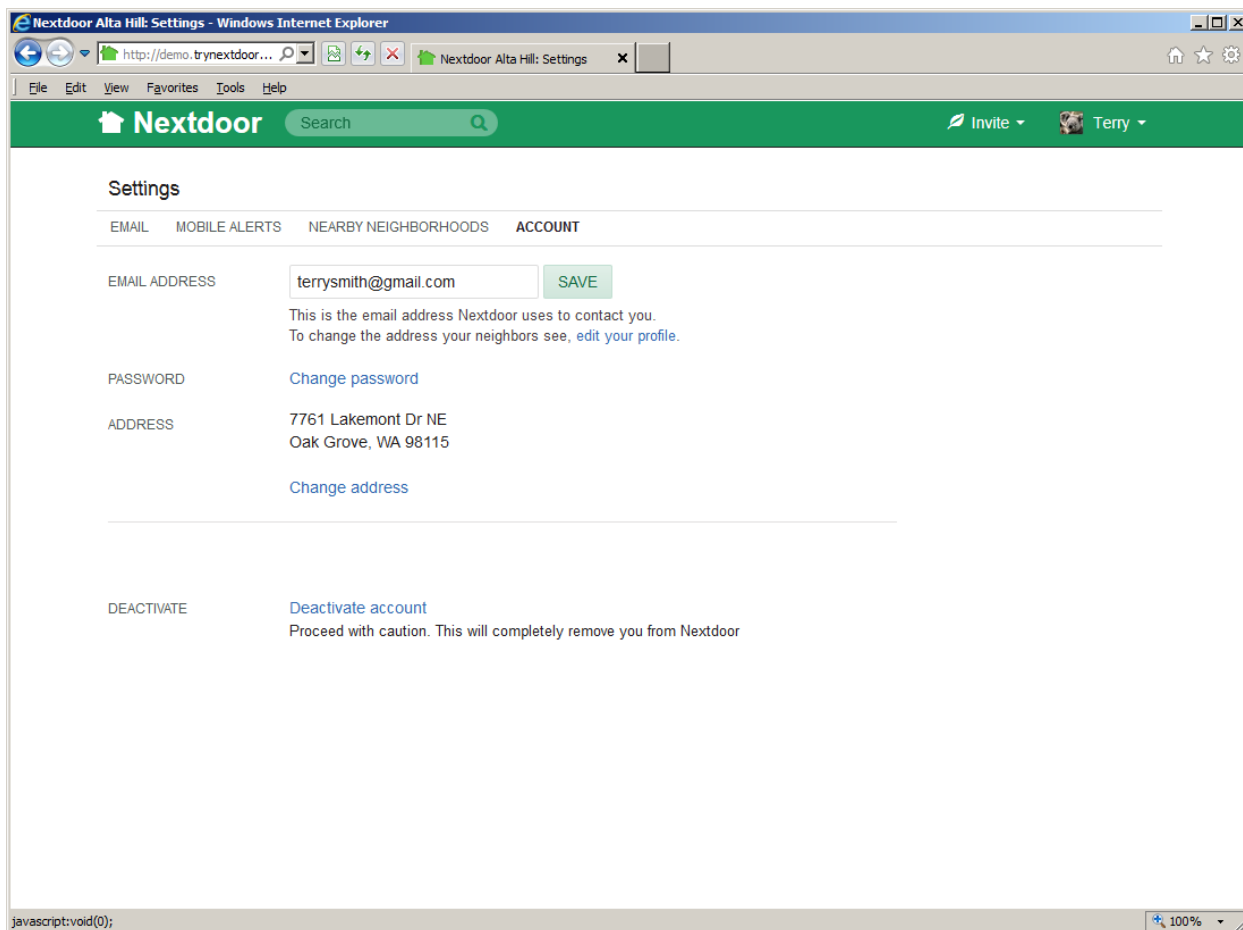 Nextdoor Alta Hill: Settings - Windows Internet Explorer
http://demo.trynextdoor... Nextdoor Alta Hill: Settings
File Edit View Favorites Tools Help
Nextdoor Search Invite Terry
Settings
EMAIL MOBILE ALERTS NEARBY NEIGHBORHOODS ACCOUNT
EMAIL ADDRESS terrysmith@gmail.com SAVE
This is the email address Nextdoor uses to contact you.
To change the address your neighbors see, edit your profile.
PASSWORD Change password
ADDRESS 7761 Lakemont Dr NE
Oak Grove, WA 98115
Change address
DEACTIVATE Deactivate account
Proceed with caution. This will completely remove you from Nextdoor
javascript:void(0); 100%